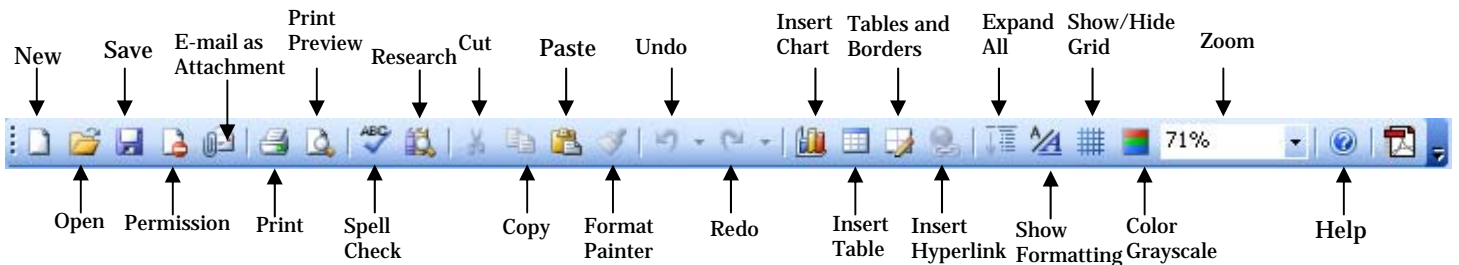 New
Save
E-mail as
Attachment
Print
Preview
Research
Cut
Paste
Undo
Insert
Chart
Tables and
Borders
Expand
All
Show/Hide
Grid
Zoom
ABC
A/A
71%
Open
Permission
Print
Spell
Check
Copy
Format
Painter
Redo
Insert
Table
Insert
Hyperlink
Show
Formatting
Color
Grayscale
Help